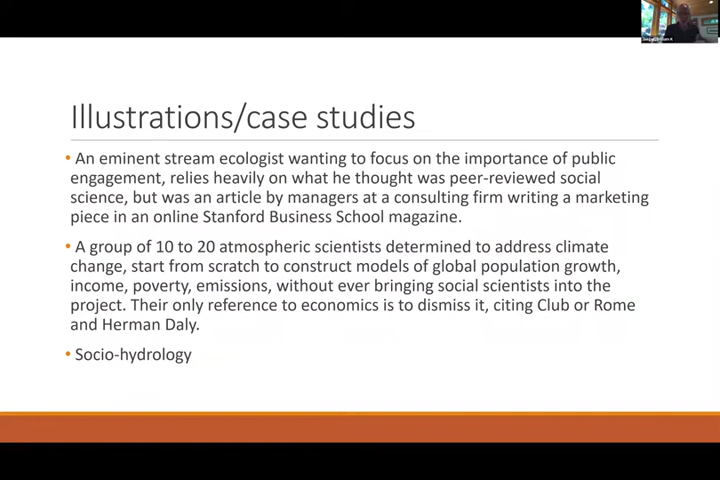 Illustrations/case studies
• An eminent stream ecologist wanting to focus on the importance of public
engagement, relies heavily on what he thought was peer-reviewed social
science, but was an article by managers at a consulting firm writing a marketing
piece in an online Stanford Business School magazine.
• A group of 10 to 20 atmospheric scientists determined to address climate
change, start from scratch to construct models of global population growth,
income, poverty, emissions, without ever bringing social scientists into the
project. Their only reference to economics is to dismiss it, citing Club or Rome
and Herman Daly.
• Socio-hydrology